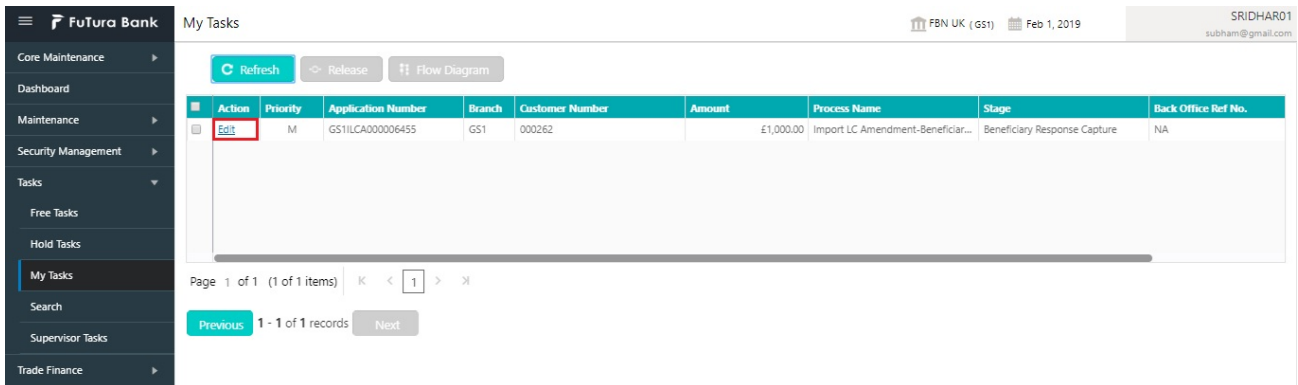 FuTura Bank
My Tasks
FBN UK ( GS1)
Feb 1, 2019
SRIDHAR01
subham@gmail.com
Core Maintenance
Dashboard
Maintenance
Security Management
Tasks
Free Tasks
Hold Tasks
My Tasks
Search
Supervisor Tasks
Trade Finance
Refresh
Release
Flow Diagram
Action Priority Application Number Branch Customer Number Amount Process Name Stage Back Office Ref No.
Edit M GS1ILCA000006455 GS1 000262 £1,000.00 Import LC Amendment-Beneficiar... Beneficiary Response Capture NA
Page 1 of 1 (1 of 1 items) 1
Previous 1 - 1 of 1 records Next